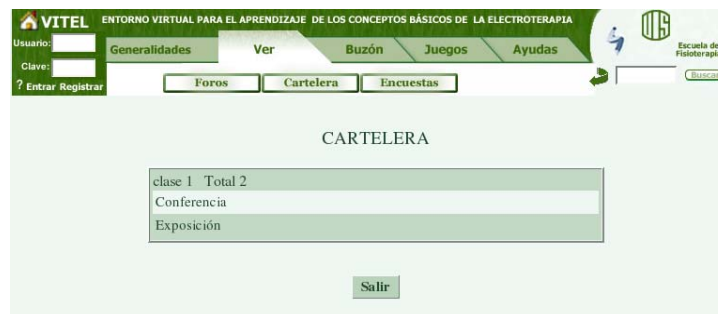 VITEL ENTORNO VIRTUAL PARA EL APRENDIZAJE DE LOS CONCEPTOS BÁSICOS DE LA ELECTROTERAPIA
Usuario:
Clave:
? Entrar Registrar
Generalidades Ver Buzón Juegos Ayudas
Foros Cartelera Encuestas
UIS
Escuela de
Fisioterapia
Buscar
CARTELERA
clase 1 Total 2
Conferencia
Exposición
Salir